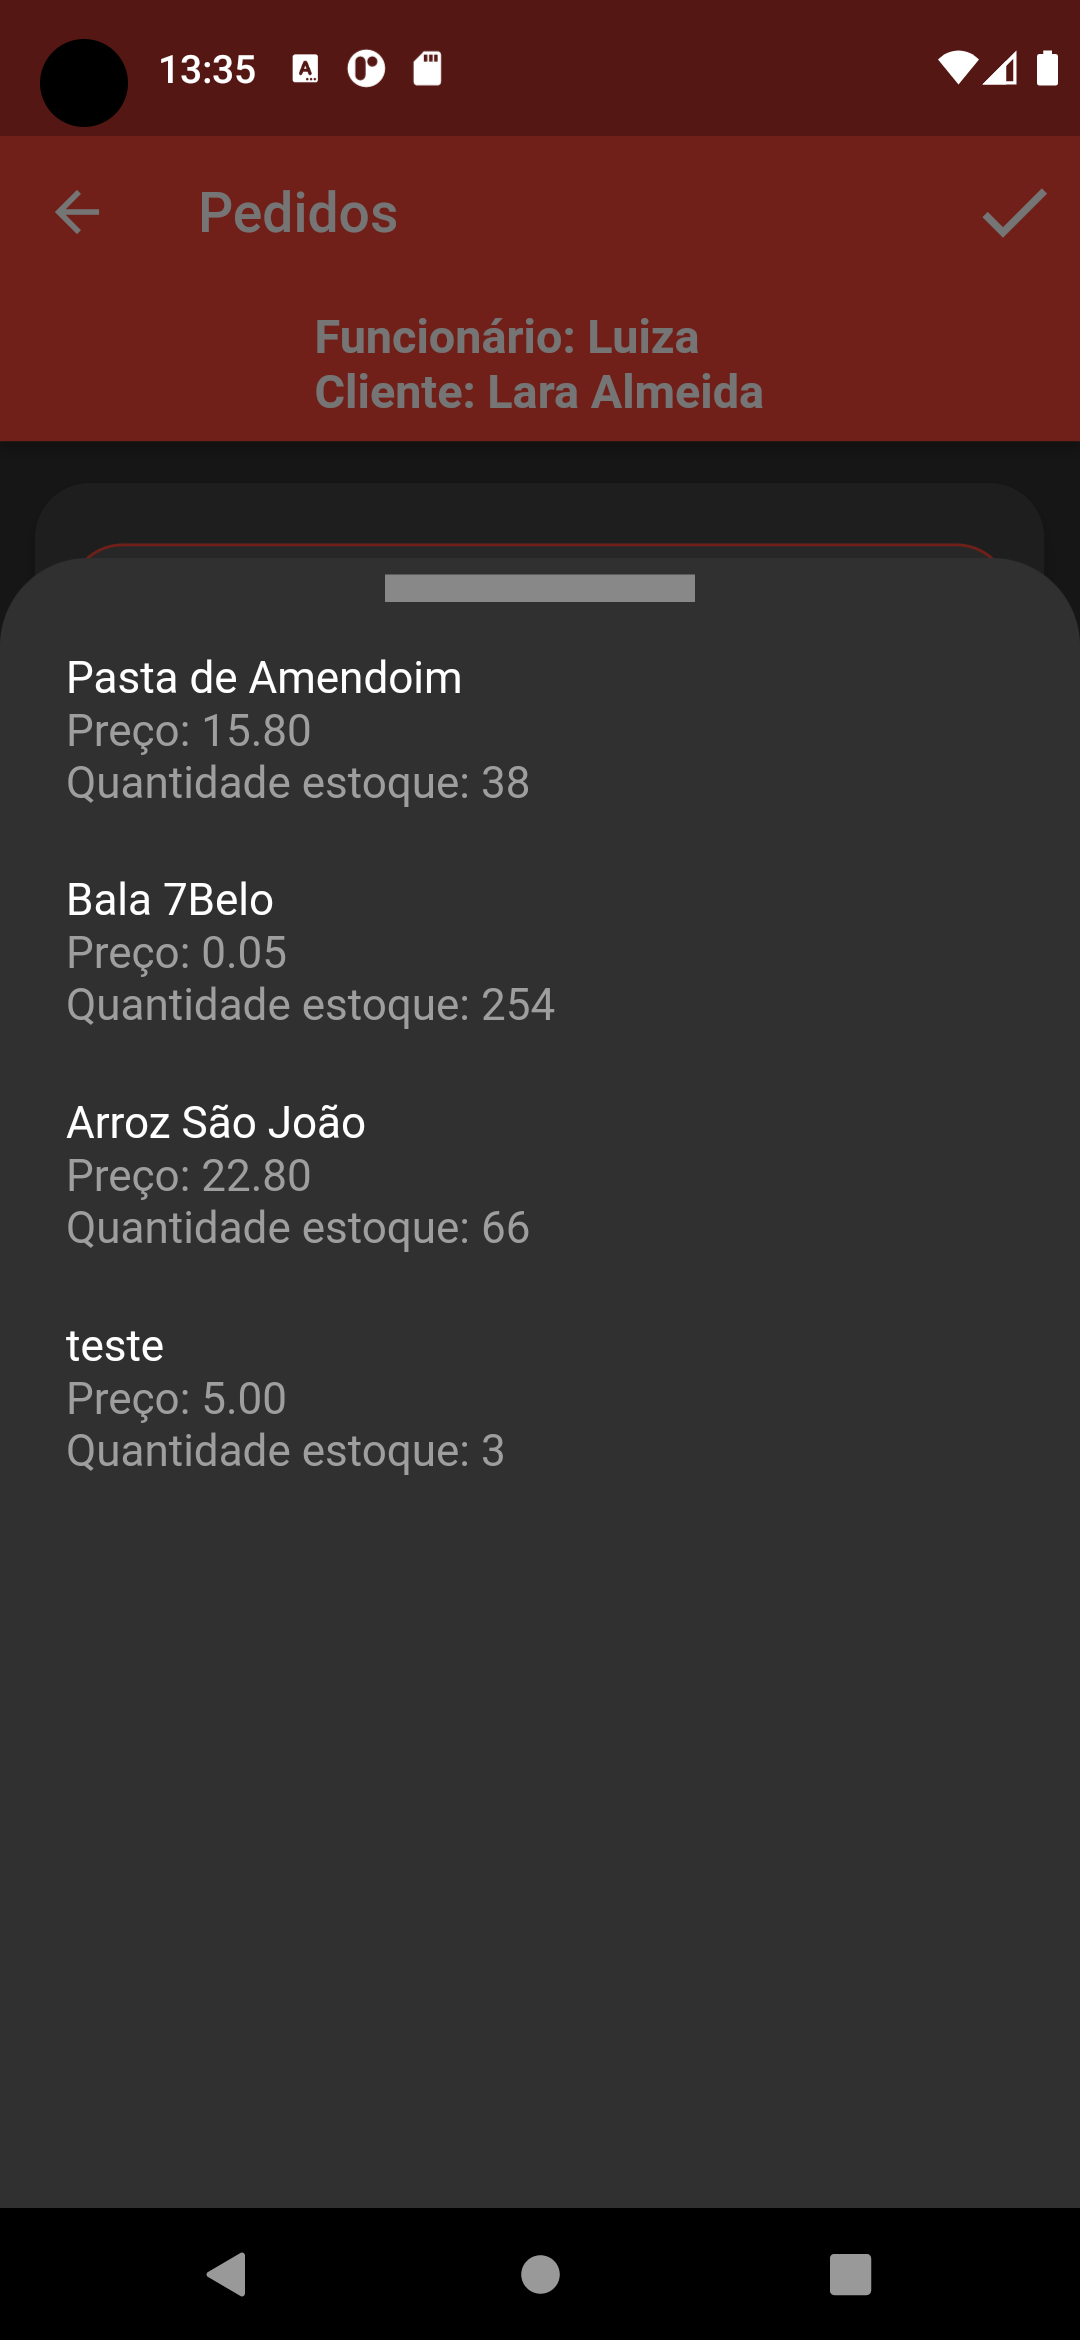 13:35
Pedidos
Funcionário: Luiza
Cliente: Lara Almeida
Pasta de Amendoim
Preço: 15.80
Quantidade estoque: 38
Bala 7Belo
Preço: 0.05
Quantidade estoque: 254
Arroz São João
Preço: 22.80
Quantidade estoque: 66
teste
Preço: 5.00
Quantidade estoque: 3